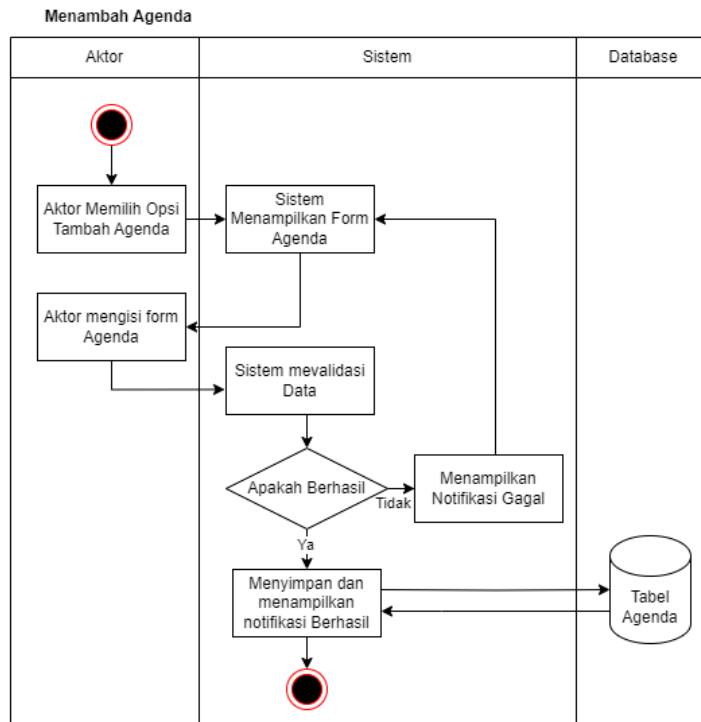 Menambah Agenda
Aktor
Sistem
Database
Aktor Memilih Opsi
Tambah Agenda
Sistem
Menampilkan Form
Agenda
Aktor mengisi form
Agenda
Sistem mevalidasi
Data
Apakah Berhasil
Tidak
Menampilkan
Notifikasi Gagal
Ya
Menyimpan dan
menampilkan
notifikasi Berhasil
Tabel
Agenda